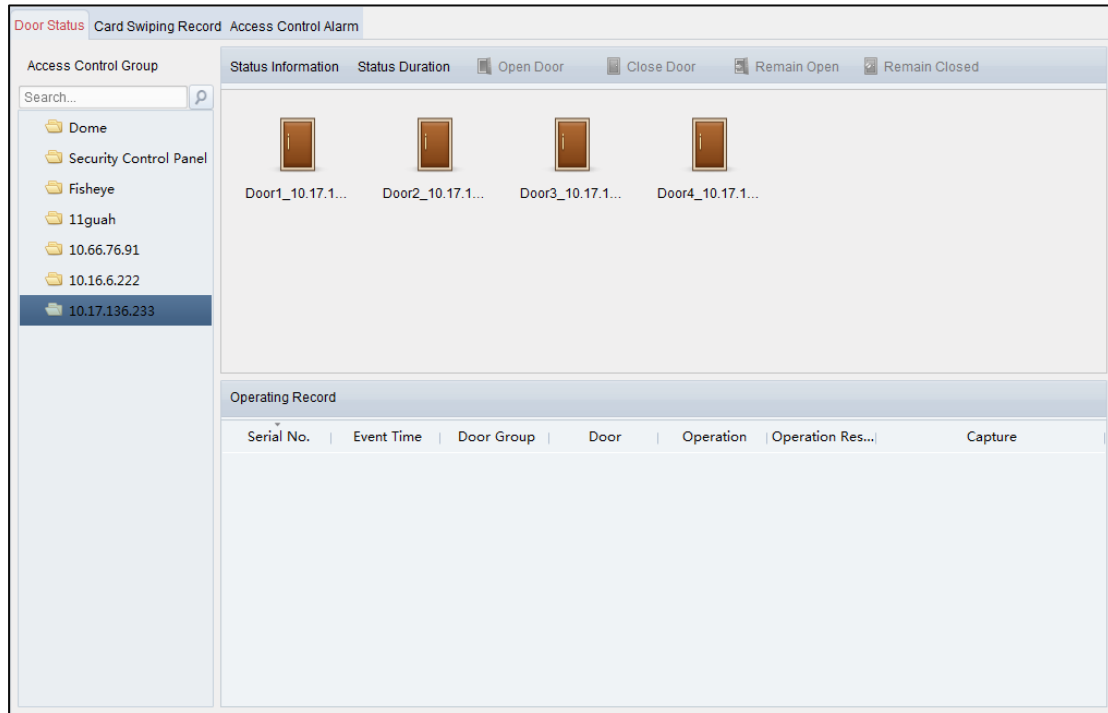 Door Status Card Swiping Record Access Control Alarm
Access Control Group
Search...
Dome
Security Control Panel
Fisheye
11guah
10.66.76.91
10.16.6.222
10.17.136.233
Status Information Status Duration Open Door Close Door Remain Open Remain Closed
Door1_10.17.1... Door2_10.17.1... Door3_10.17.1... Door4_10.17.1...
Operating Record
Serial No. Event Time Door Group Door Operation Operation Res... Capture